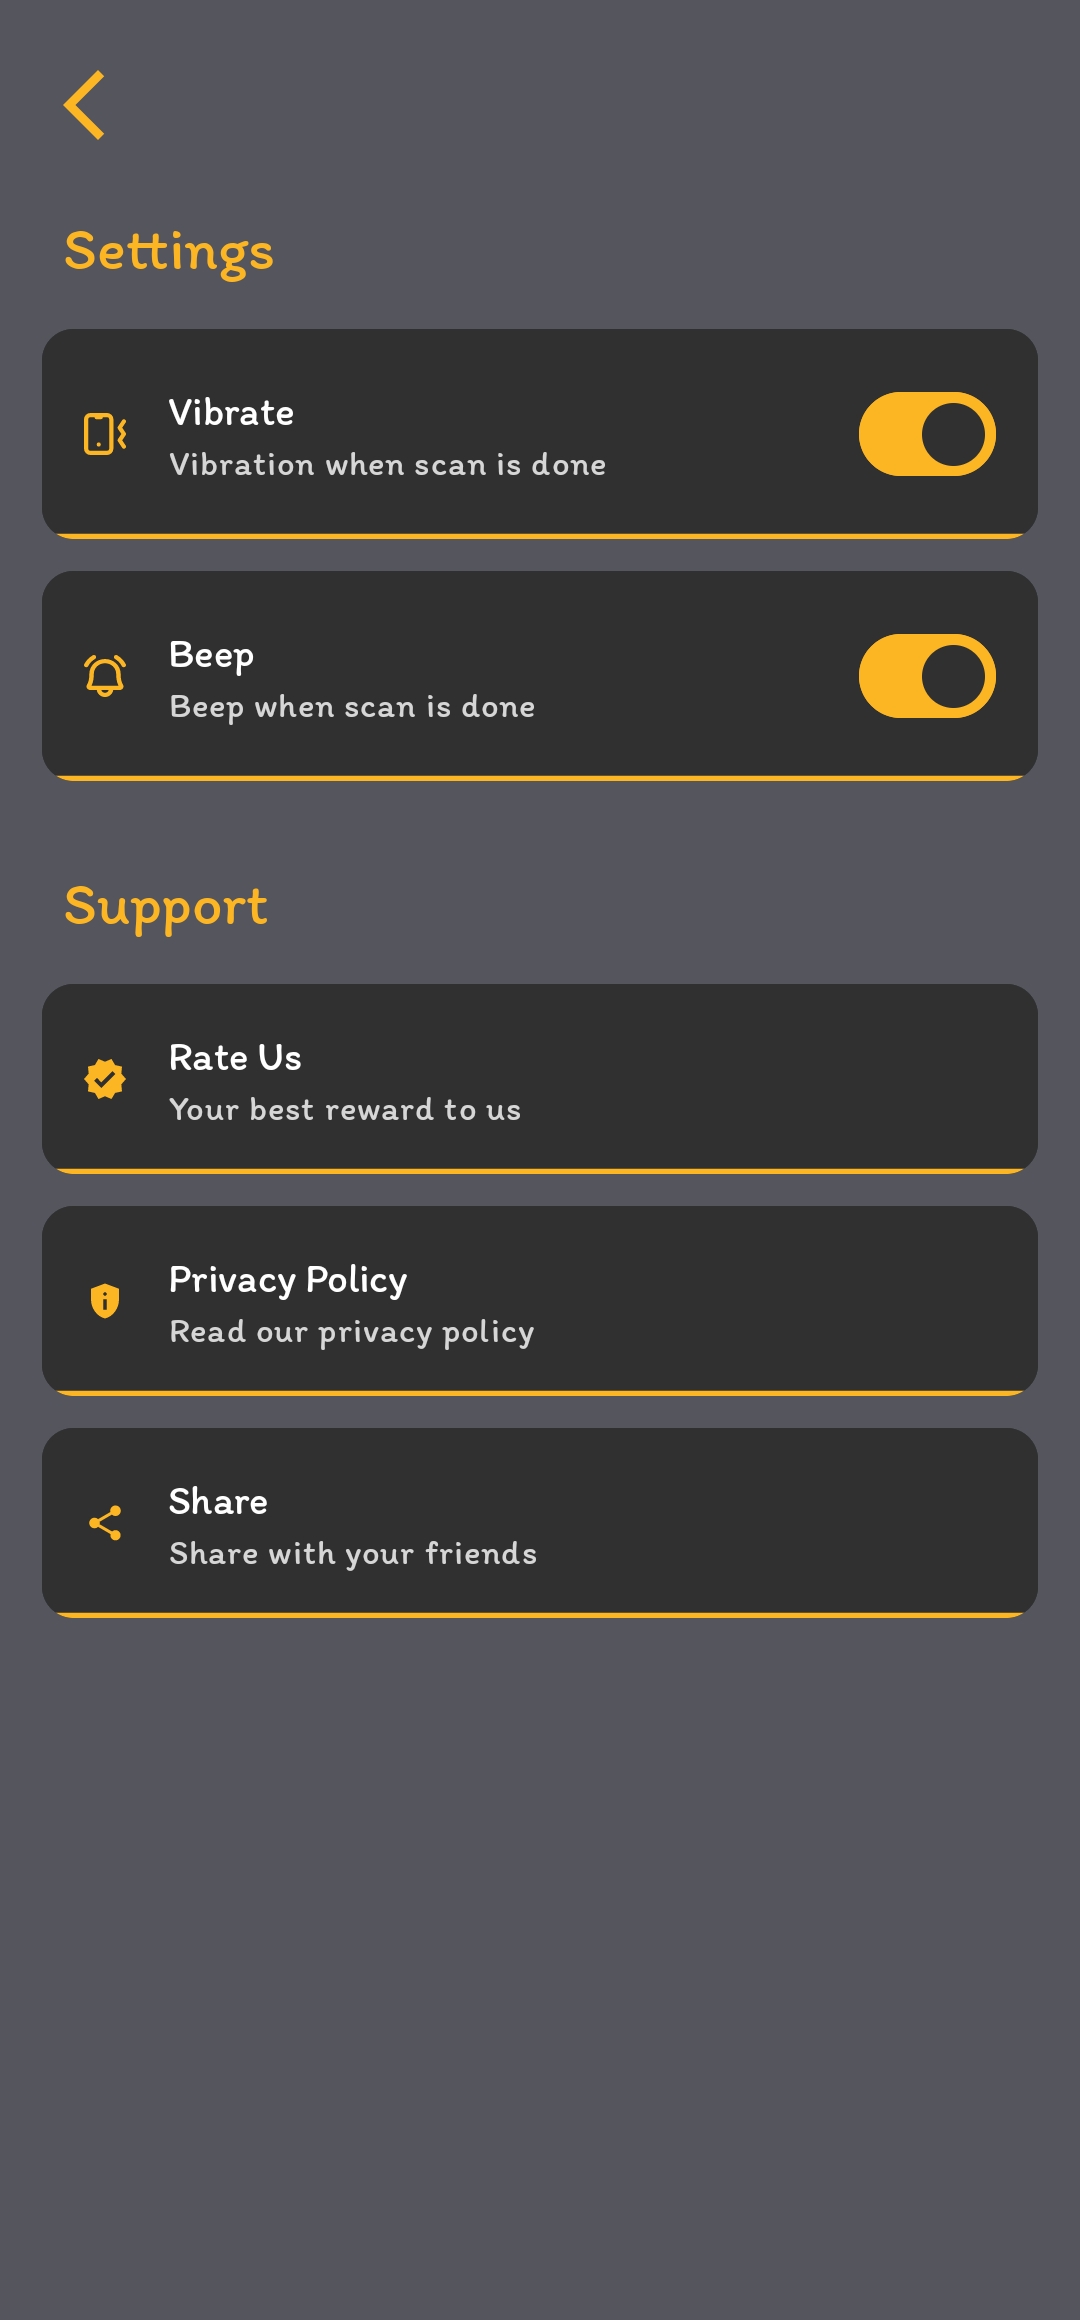 Settings
Vibrate
Vibration when scan is done
Beep
Beep when scan is done
Support
Rate Us
Your best reward to us
Privacy Policy
Read our privacy policy
Share
Share with your friends